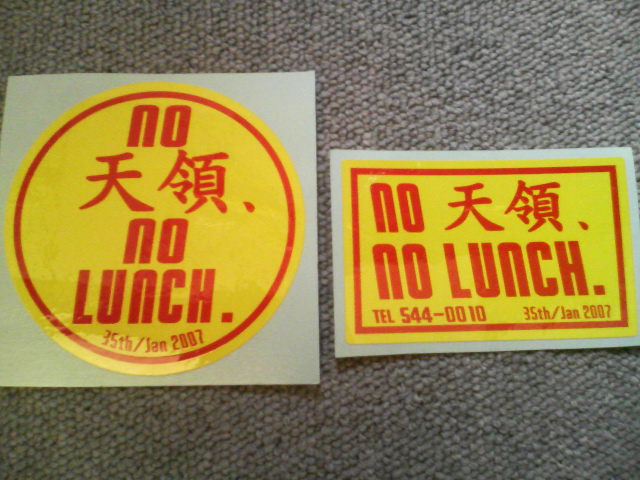 NO
天領、
NO
LUNCH.
35th/Jan 2007
NO 天領、
NO LUNCH.
TEL 544-0010 35th/Jan 2007